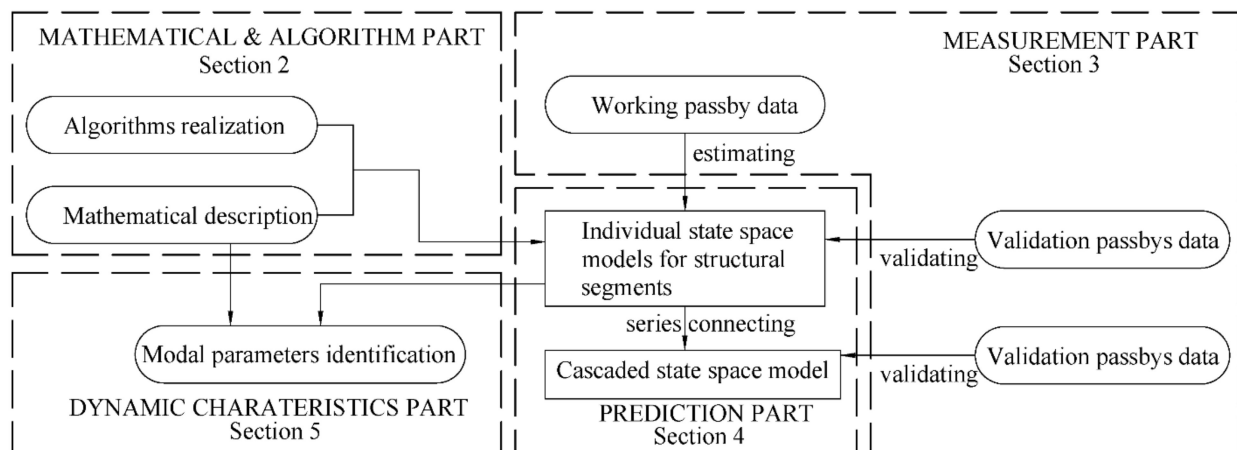 MATHEMATICAL & ALGORITHM PART
Section 2
Algorithms realization
Mathematical description
MEASUREMENT PART
Section 3
Working passby data
estimating
Individual state space
models for structural
segments
validating
Validation passbys data
series connecting
Cascaded state space model
validating
Validation passbys data
PREDICTION PART
Section 4
Modal parameters identification
DYNAMIC CHARATERISTICS PART
Section 5